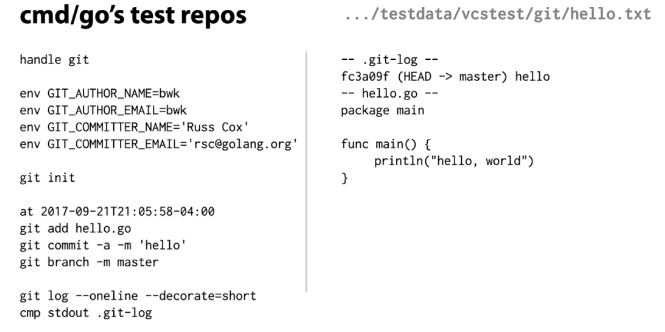 cmd/go’s test repos
.../testdata/vcstest/git/hello.txt
handle git
env GIT_AUTHOR_NAME=bwk
env GIT_AUTHOR_EMAIL=bwk
env GIT_COMMITTER_NAME='Russ Cox'
env GIT_COMMITTER_EMAIL='rsc@golang.org'
git init
at 2017-09-21T21:05:58-04:00
git add hello.go
git commit -a -m 'hello'
git branch -m master
git log --oneline --decorate=short
cmp stdout .git-log
-- .git-log --
fc3a09f (HEAD -> master) hello
-- hello.go --
package main
func main() {
println("hello, world")
}